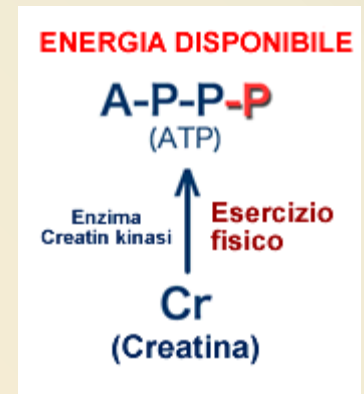 ENERGIA DISPONIBILE
A-P-P-P
(ATP)
Enzima
Creatin kinasi
Esercizio
fisico
Cr
(Creatina)